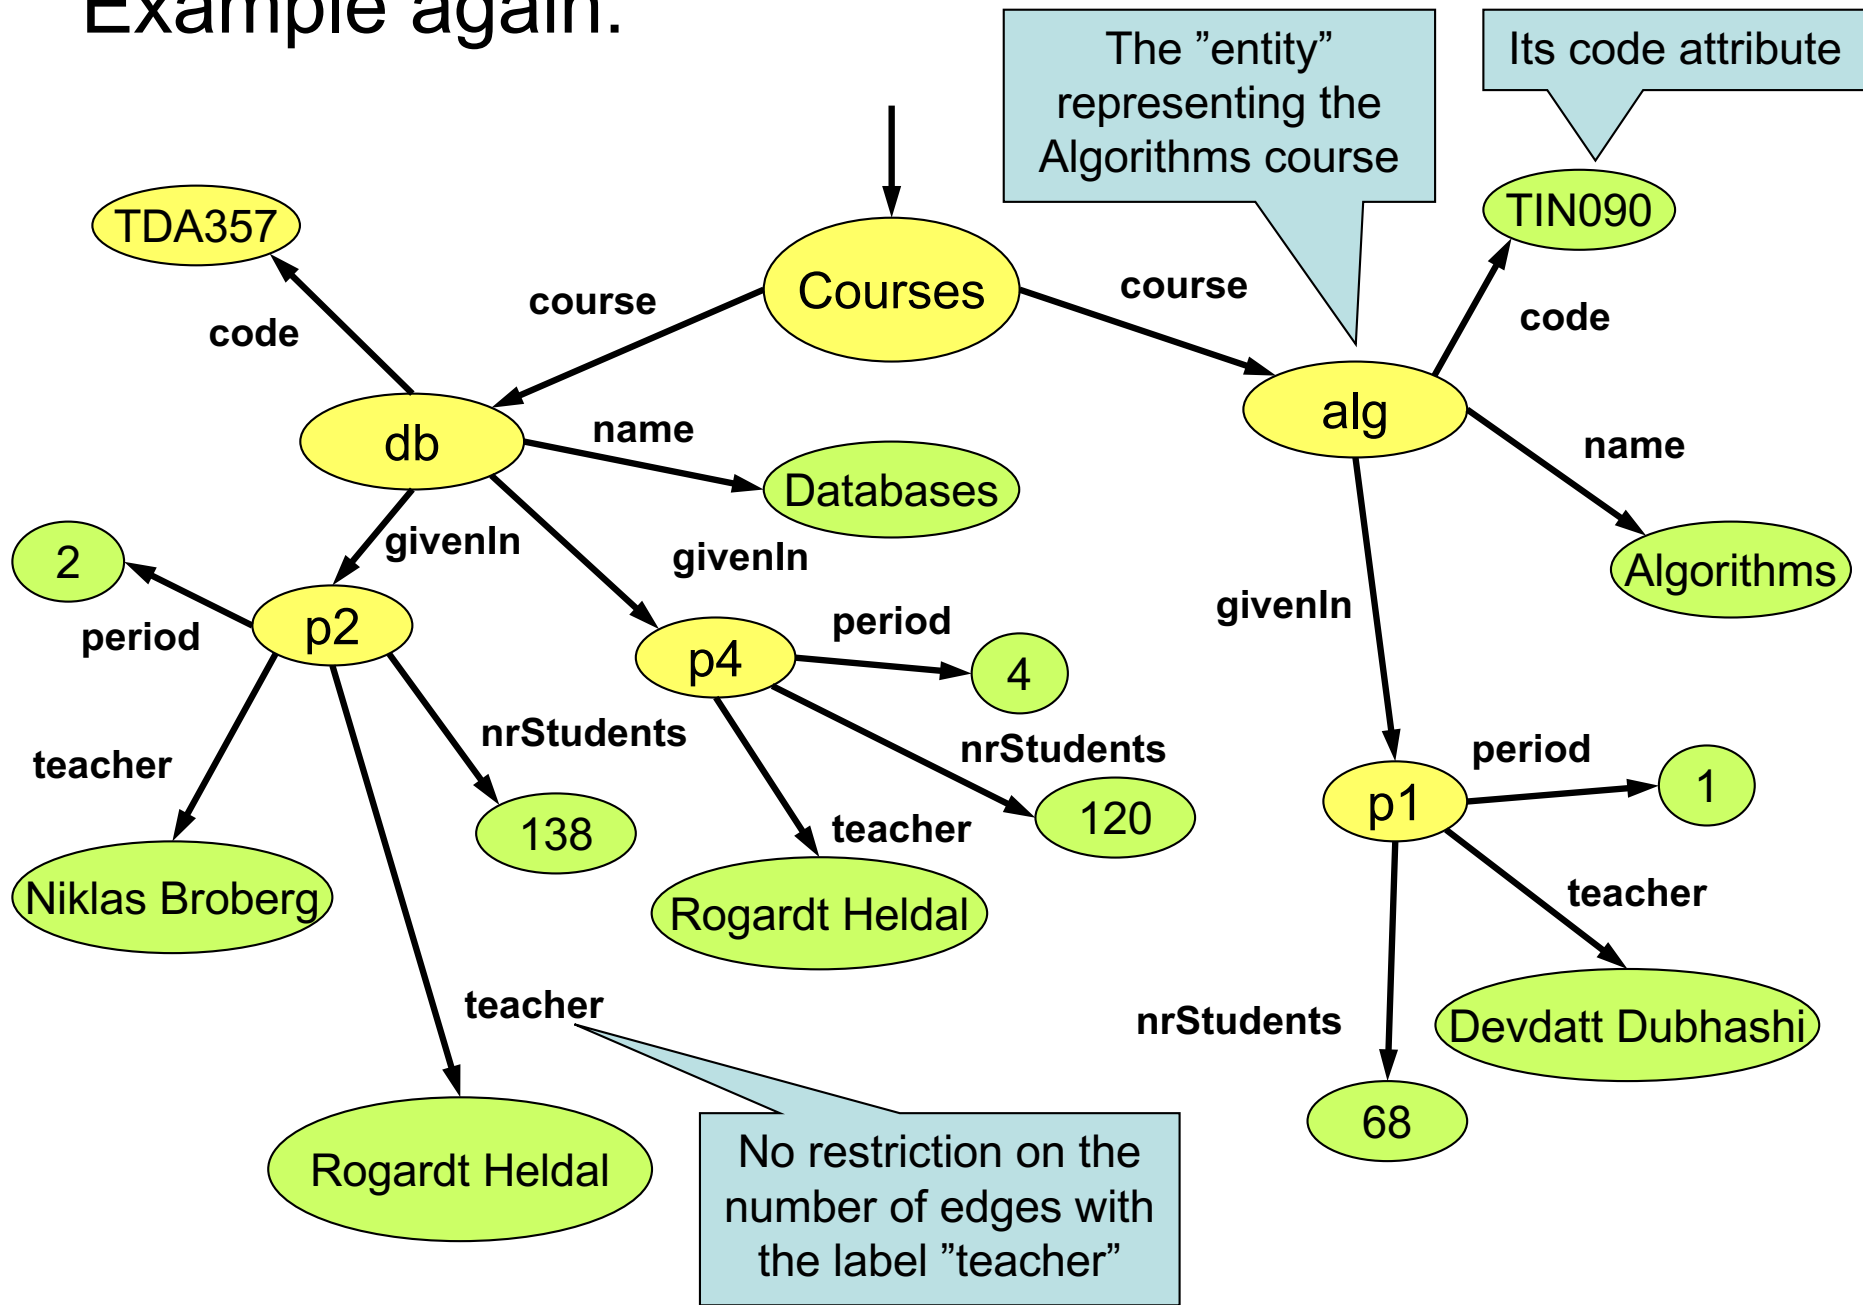 Example again:
The ”entity”
representing the
Algorithms course
Its code attribute
TDA357
TIN090
Courses
course
course
code
code
db
name
Databases
alg
name
Algorithms
givenIn
givenIn
givenIn
2
period
p2
p4
period
4
teacher
nrStudents
nrStudents
period
1
p1
138
teacher
120
Niklas Broberg
Rogardt Heldal
teacher
teacher
nrStudents
Devdatt Dubhashi
68
Rogardt Heldal
No restriction on the
number of edges with
the label ”teacher”